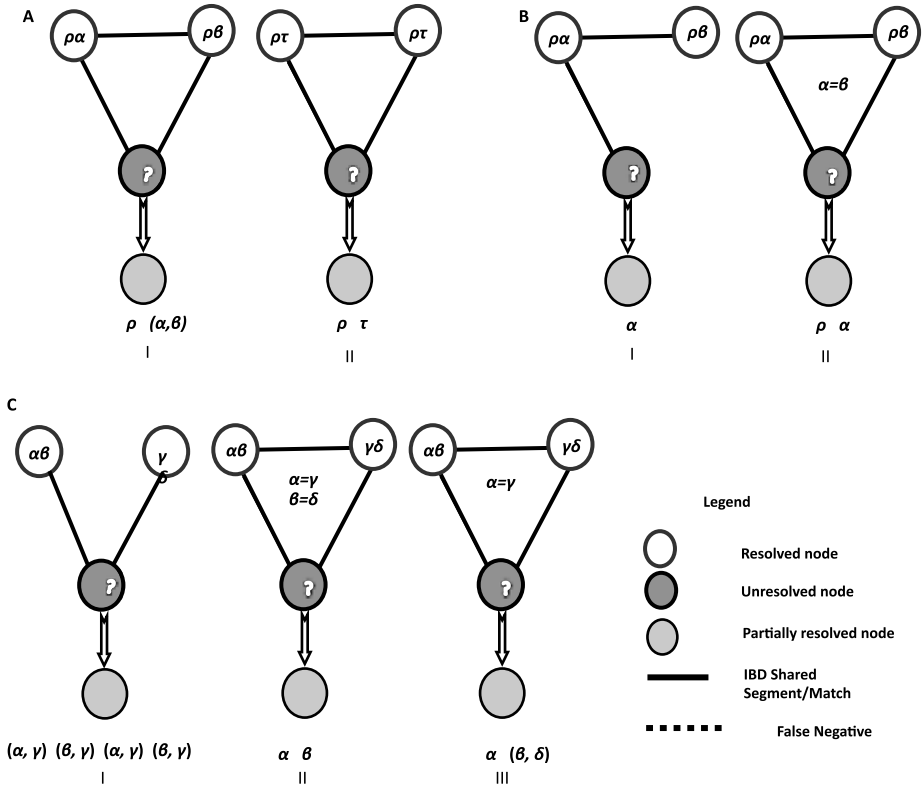 A
B
ρα
ρβ
ρτ
ρτ
ρα
ρβ
ρα
ρβ
α=β
?
?
?
?
ρ (α,β)
ρ τ
α
ρ α
I
II
I
II
C
αβ
γ
δ
αβ
γδ
αβ
γδ
α=γ
β=δ
α=γ
?
?
?
(α, γ) (β, γ) (α, γ) (β, γ)
α β
α (β, δ)
I
II
III
Legend
Resolved node
Unresolved node
Partially resolved node
IBD Shared
Segment/Match
False Negative